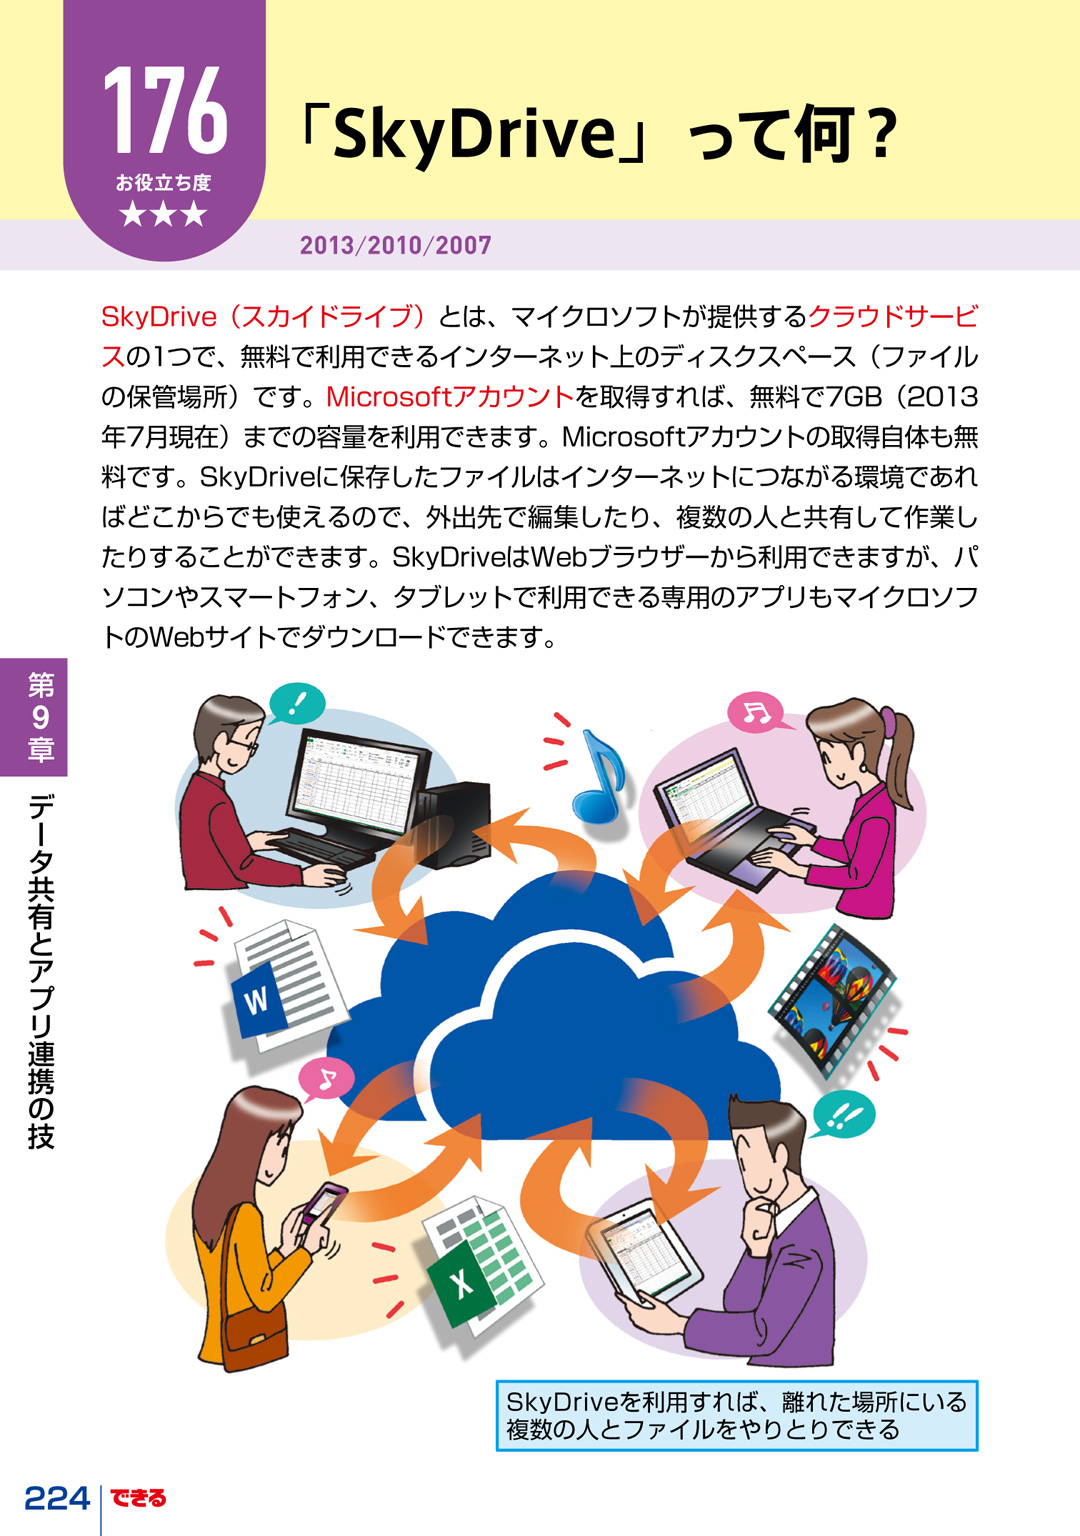 176
お役立ち度
★★★
「SkyDrive」って何？
2013/2010/2007
SkyDrive（スカイドライブ）とは、マイクロソフトが提供するクラウドサービ
スの1つで、無料で利用できるインターネット上のディスクスペース（ファイル
の保管場所）です。Microsoftアカウントを取得すれば、無料で7GB（2013
年7月現在）までの容量を利用できます。Microsoftアカウントの取得自体も無
料です。SkyDriveに保存したファイルはインターネットにつながる環境であれ
ばどこからでも使えるので、外出先で編集したり、複数の人と共有して作業し
たりすることができます。SkyDriveはWebブラウザーから利用できますが、パ
ソコンやスマートフォン、タブレットで利用できる専用のアプリもマイクロソフ
トのWebサイトでダウンロードできます。
第9章
データ共有とアプリ連携の技
!
W
!!
X
SkyDriveを利用すれば、離れた場所にいる
複数の人とファイルをやりとりできる
224
できる